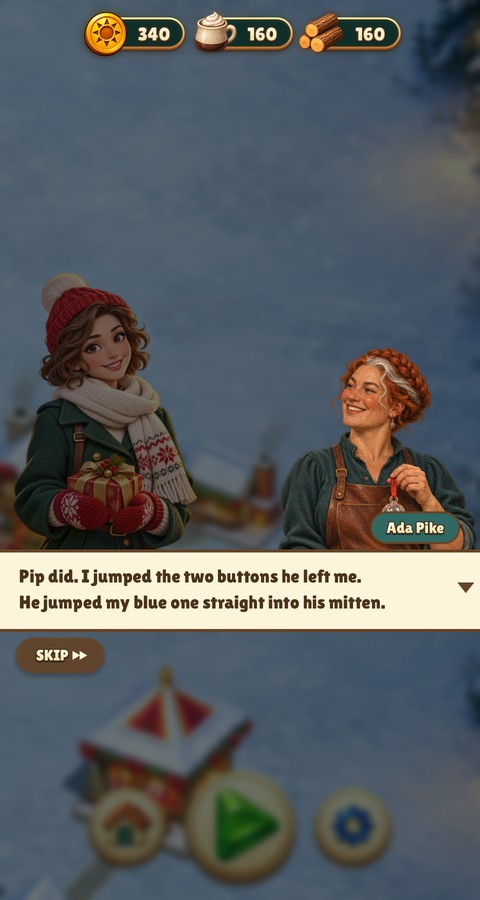 340
160
160
Ada Pike
Pip did. I jumped the two buttons he left me.
He jumped my blue one straight into his mitten.
SKIP